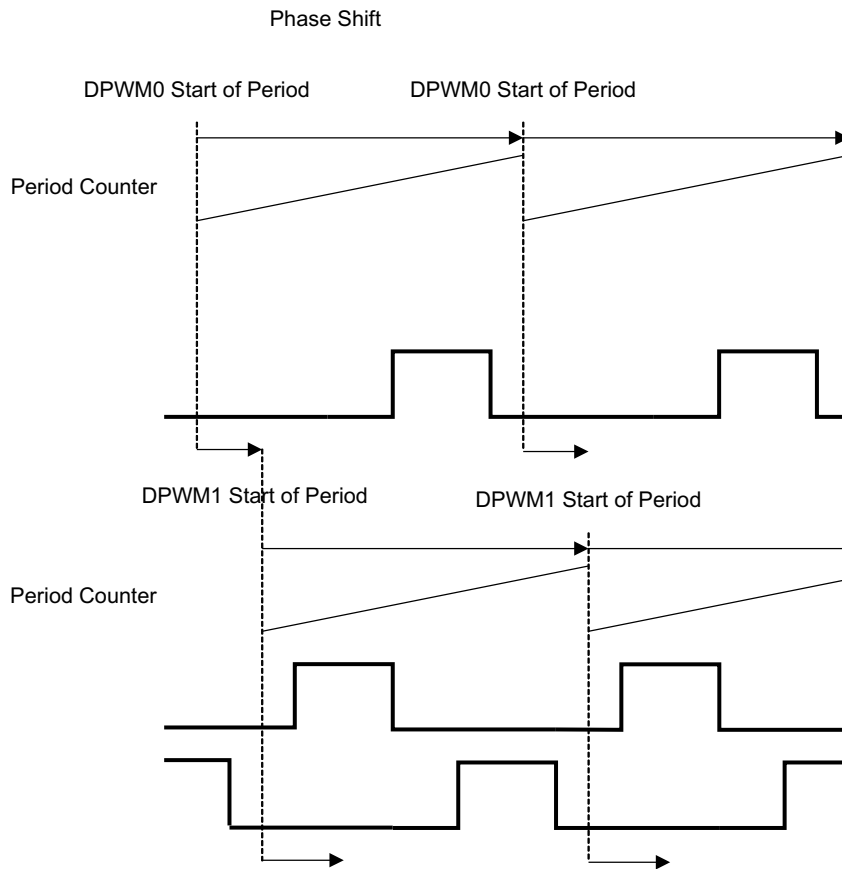 Phase Shift
DPWM0 Start of Period
DPWM0 Start of Period
Period Counter
DPWM1 Start of Period
DPWM1 Start of Period
Period Counter